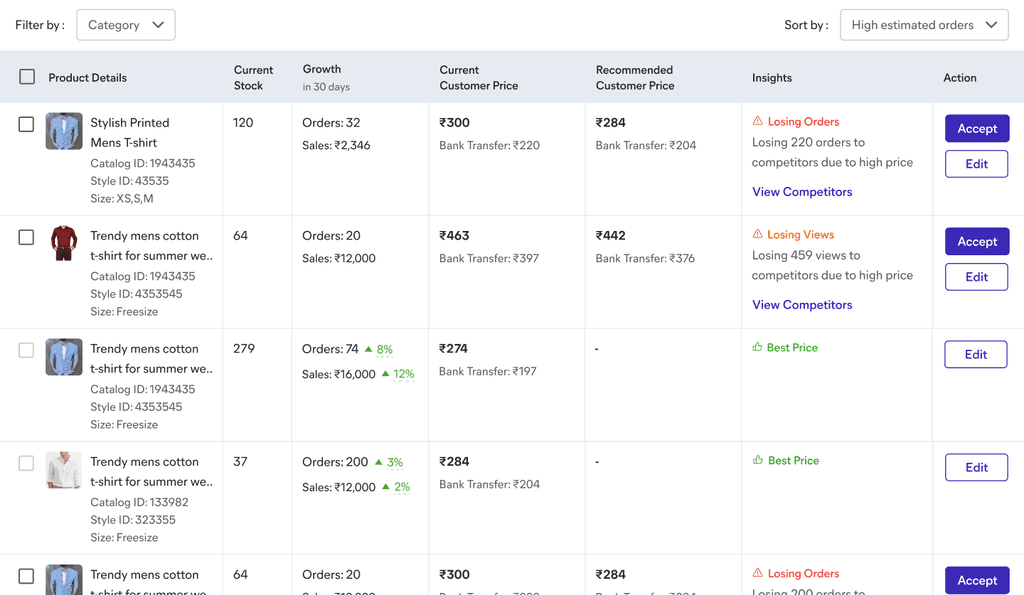 Filter by :
Category
Sort by :
High estimated orders
Product Details
Current
Stock
Growth
in 30 days
Current
Customer Price
Recommended
Customer Price
Insights
Action
Stylish Printed
Mens T-shirt
Catalog ID: 1943435
Style ID: 43535
Size: XS,S,M
120
Orders: 32
Sales: ₹2,346
₹300
Bank Transfer: ₹220
₹284
Bank Transfer: ₹204
Losing Orders
Losing 220 orders to
competitors due to high price
View Competitors
Accept
Edit
Trendy mens cotton
t-shirt for summer we..
Catalog ID: 1943435
Style ID: 4353545
Size: Freesize
64
Orders: 20
Sales: ₹12,000
₹463
Bank Transfer: ₹397
₹442
Bank Transfer: ₹376
Losing Views
Losing 459 views to
competitors due to high price
View Competitors
Accept
Edit
Trendy mens cotton
t-shirt for summer we..
Catalog ID: 1943435
Style ID: 4353545
Size: Freesize
279
Orders: 74 8%
Sales: ₹16,000 12%
₹274
Bank Transfer: ₹197
-
Best Price
Edit
Trendy mens cotton
t-shirt for summer we..
Catalog ID: 133982
Style ID: 323355
Size: Freesize
37
Orders: 200 3%
Sales: ₹12,000 2%
₹284
Bank Transfer: ₹204
-
Best Price
Edit
Trendy mens cotton
t-shirt for summer we..
64
Orders: 20
₹300
₹284
Losing Orders
Losing 200 orders to
Accept